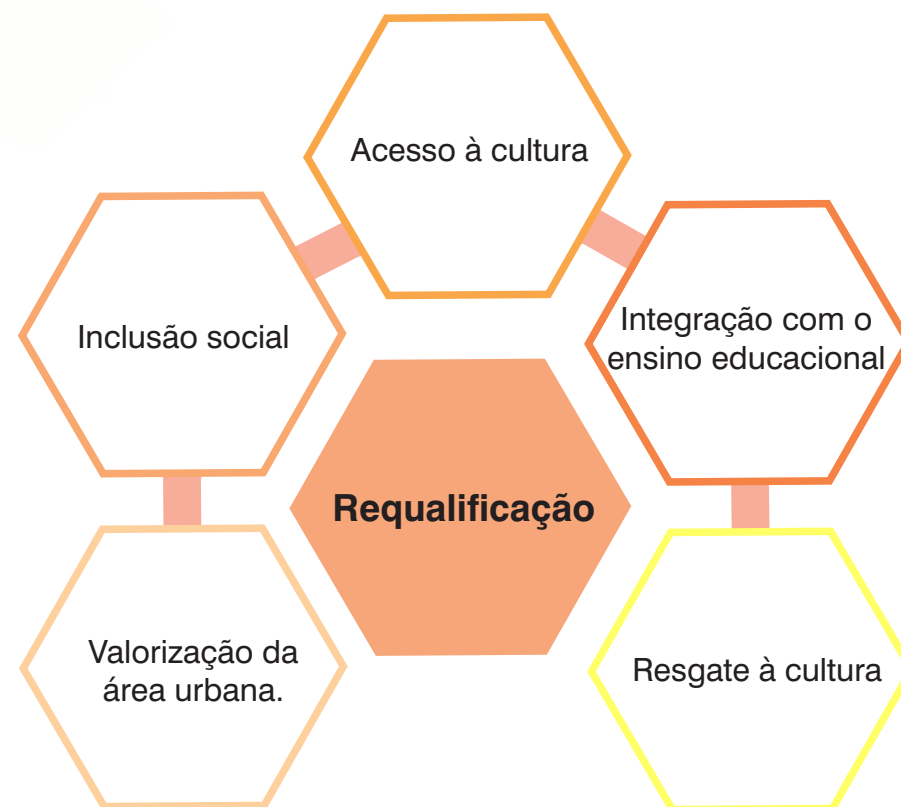 Acesso à cultura
Inclusão social
Integração com o
ensino educacional
Requalificação
Valorização da
área urbana.
Resgate à cultura